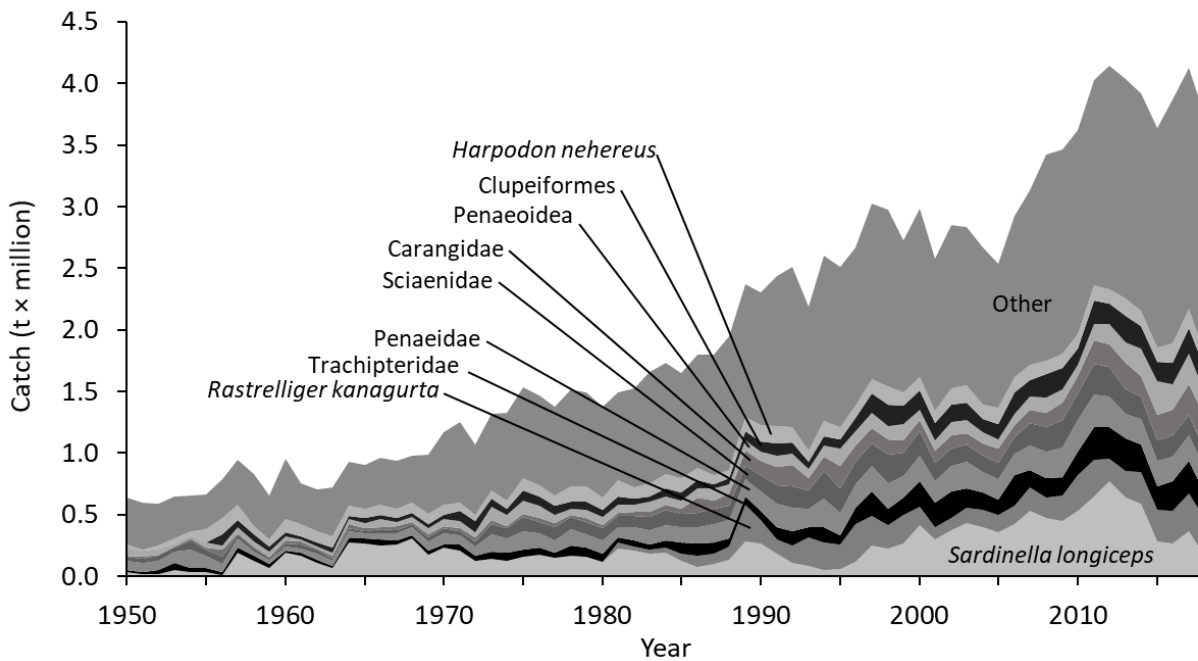 4.5
4.0
3.5
3.0
2.5
2.0
1.5
1.0
0.5
0.0
Catch (t × million)
Harpodon nehereus
Clupeiformes
Penaeoidea
Carangidae
Sciaenidae
Penaeidae
Trachipteridae
Rastrelliger kanagurta
Other
Sardinella longiceps
1950 1960 1970 1980 1990 2000 2010
Year